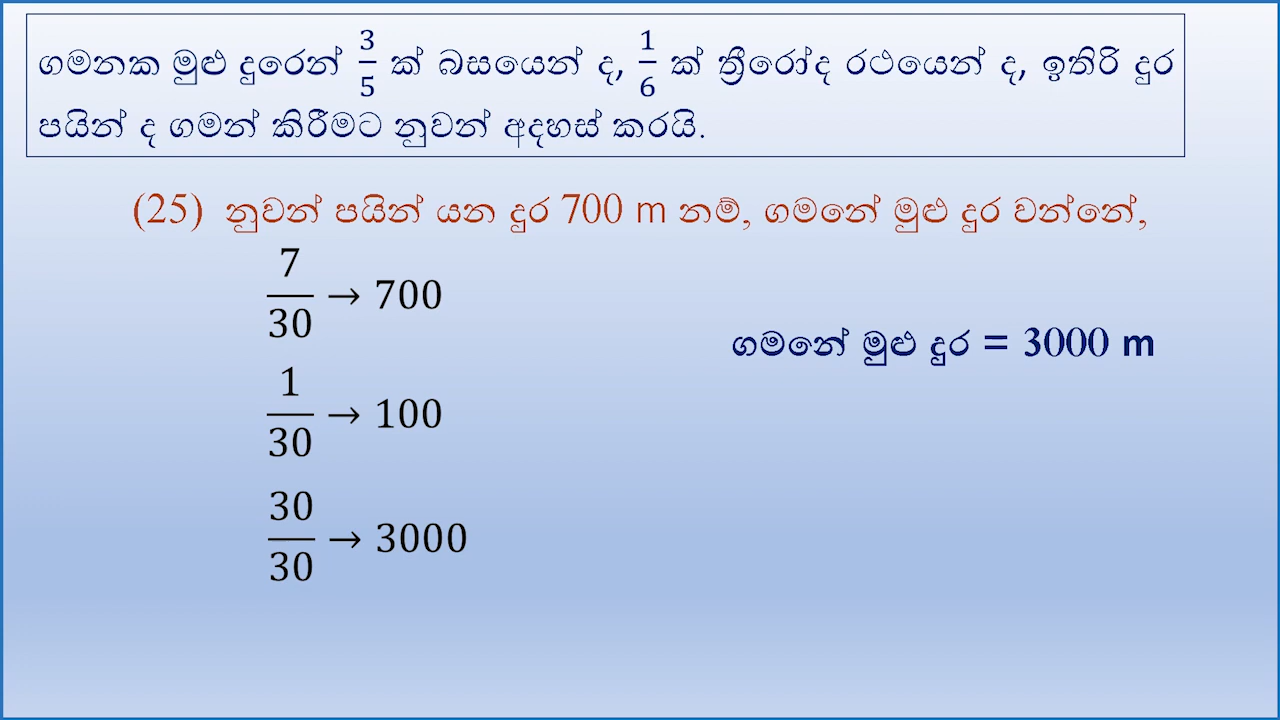 ගමනක මුළු දුරෙන් 3/5 ක් බසයෙන් ද, 1/6 ක් ත්‍රීරෝද රථයෙන් ද, ඉතිරි දුර
පයින් ද ගමන් කිරීමට නුවන් අදහස් කරයි.
(25) නුවන් පයින් යන දුර 700 m නම්, ගමනේ මුළු දුර වන්නේ,
7/30 → 700
ගමනේ මුළු දුර = 3000 m
1/30 → 100
30/30 → 3000